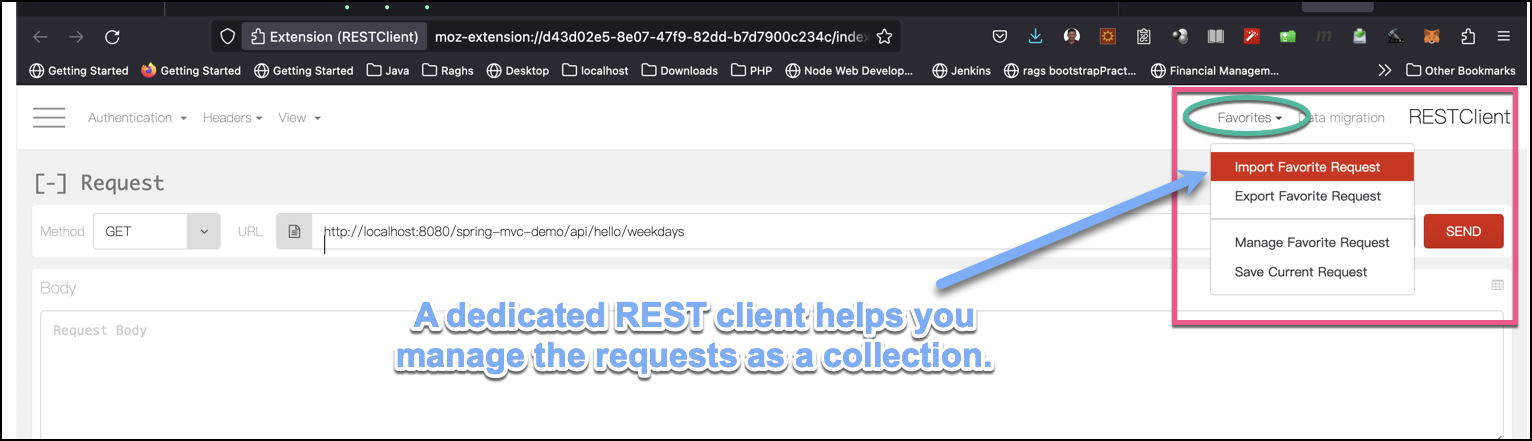 Extension (RESTClient) moz-extension://d43d02e5-8e07-47f9-82dd-b7d7900c234c/index
Getting Started Getting Started Getting Started Java Raghs Desktop localhost Downloads PHP Node Web Develop... Jenkins rags bootstrapPract... Financial Managem... Other Bookmarks
Authentication Headers View Favorites ata migration RESTClient
Import Favorite Request
[-] Request
Export Favorite Request
Method GET URL http://localhost:8080/spring-mvc-demo/api/hello/weekdays SEND
Manage Favorite Request
Save Current Request
Body
A dedicated REST client helps you
Request Body
manage the requests as a collection.